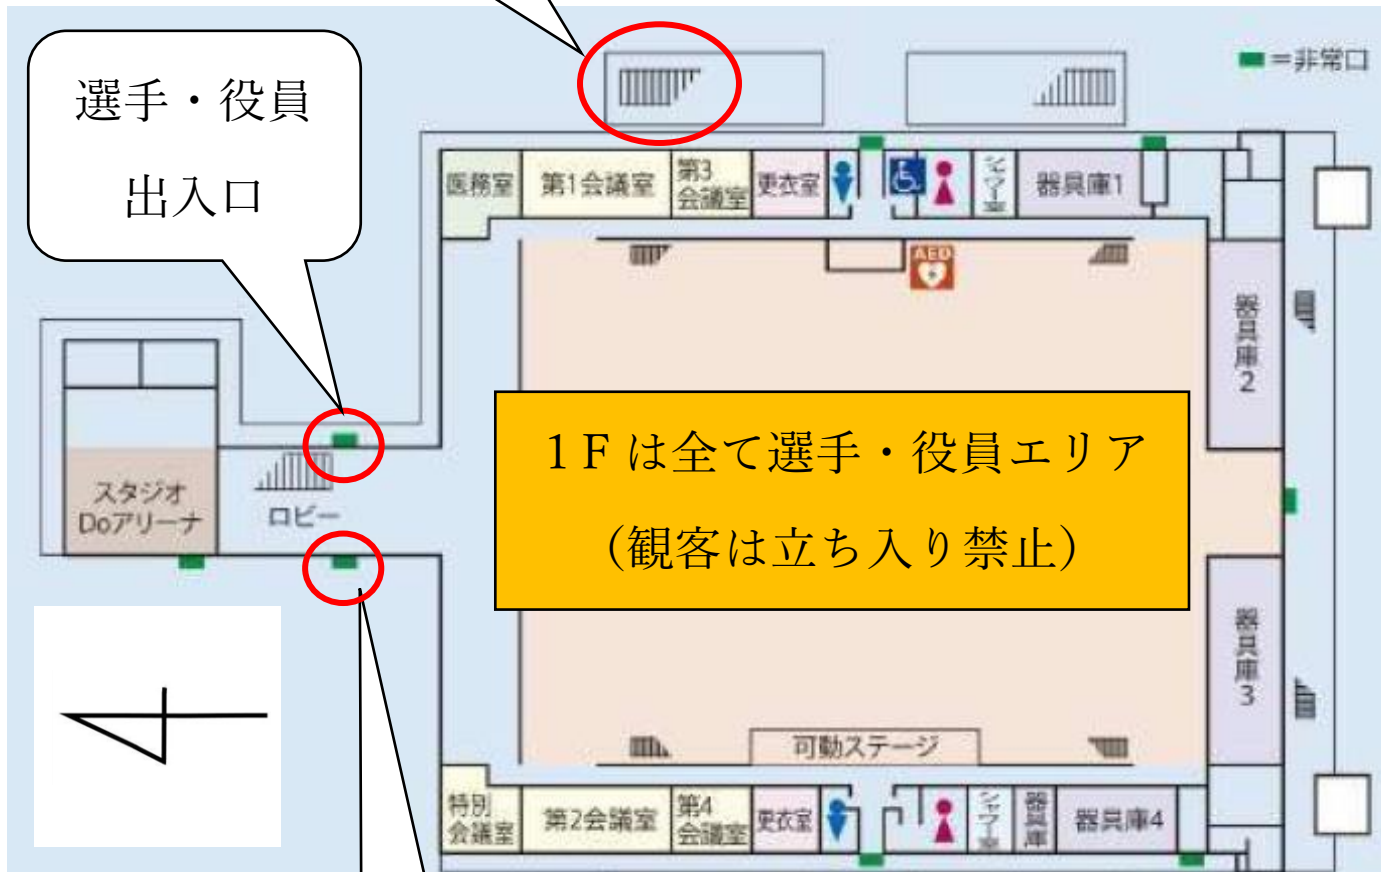 選手・役員
出入口
=非常口
医務室
第1会議室
第3
会議室
更衣室
シャワー室
器具庫1
AED
器具庫2
スタジオ
Doアリーナ
ロビー
1Fは全て選手・役員エリア
(観客は立ち入り禁止)
器具庫3
可動ステージ
特別
会議室
第2会議室
第4
会議室
更衣室
シャワー室
器具庫
器具庫4